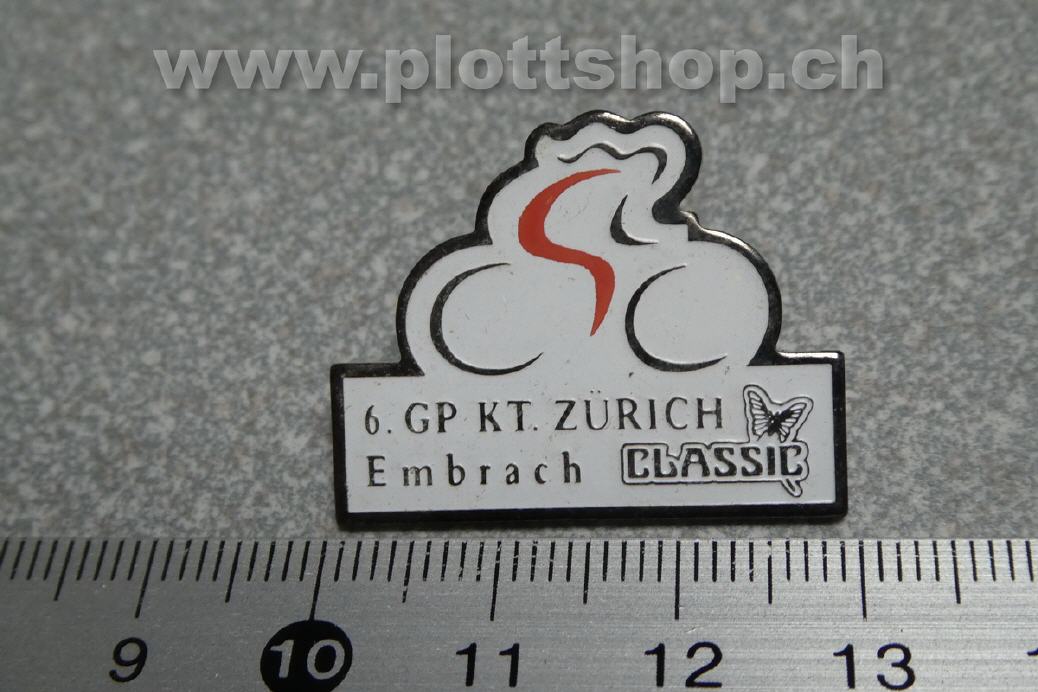 www.plottshop.ch
6. GP KT. ZÜRICH
Embrach CLASSIC
9 10 11 12 13